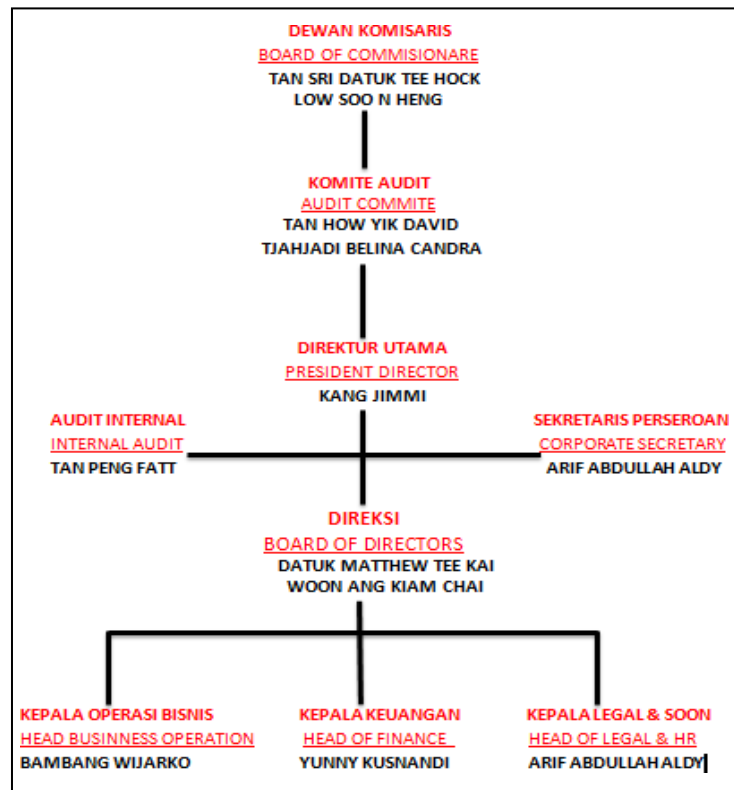 DEWAN KOMISARIS
BOARD OF COMMISIONARE
TAN SRI DATUK TEE HOCK
LOW SOO N HENG
KOMITE AUDIT
AUDIT COMMITE
TAN HOW YIK DAVID
TJAHJADI BELINA CANDRA
DIREKTUR UTAMA
PRESIDENT DIRECTOR
KANG JIMMI
AUDIT INTERNAL
INTERNAL AUDIT
TAN PENG FATT
SEKRETARIS PERSEROAN
CORPORATE SECRETARY
ARIF ABDULLAH ALDY
DIREKSI
BOARD OF DIRECTORS
DATUK MATTHEW TEE KAI
WOON ANG KIAM CHAI
KEPALA OPERASI BISNIS
HEAD BUSINNESS OPERATION
BAMBANG WIJARKO
KEPALA KEUANGAN
HEAD OF FINANCE
YUNNY KUSNANDI
KEPALA LEGAL & SOON
HEAD OF LEGAL & HR
ARIF ABDULLAH ALDY